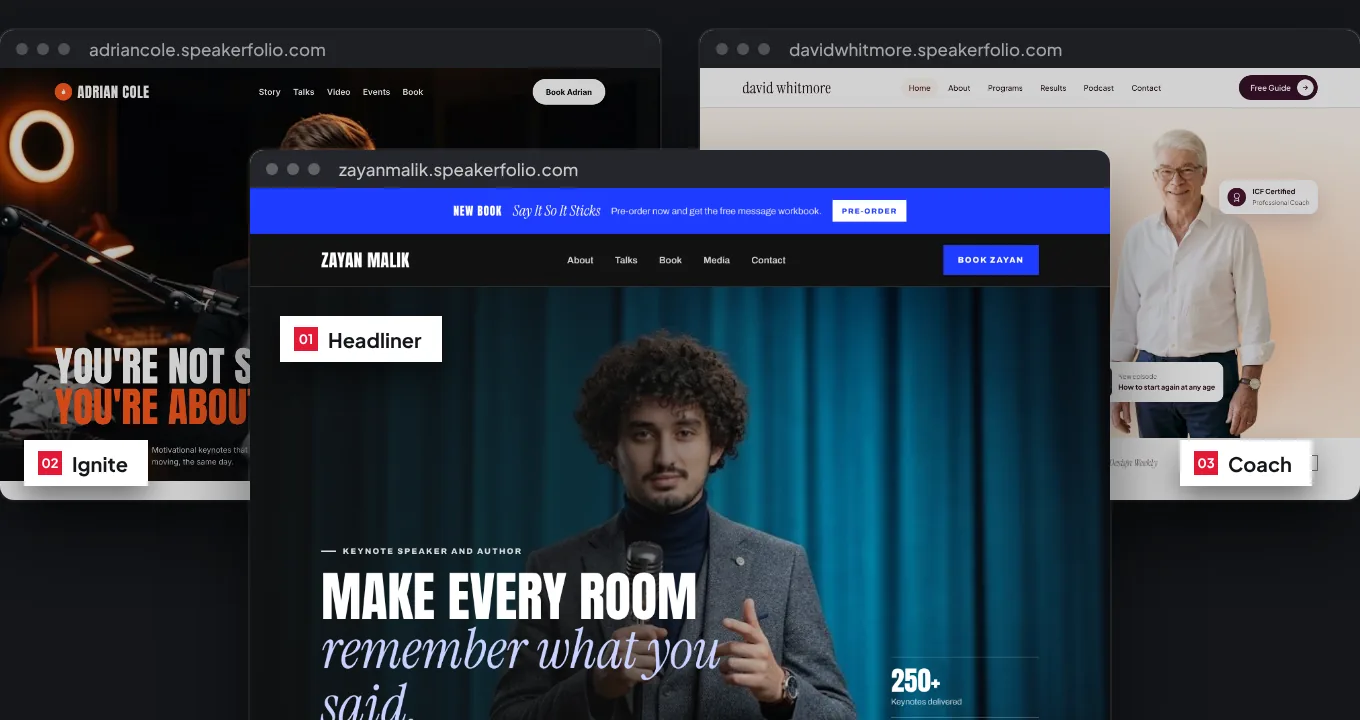 adriancole.speakerfolio.com
ADRIAN COLE
Story Talks Video Events Book
Book Adrian
YOU'RE NOT S
YOU'RE ABOU
Motivational keynotes that
moving, the same day.
02 Ignite
davidwhitmore.speakerfolio.com
david whitmore
Home About Programs Results Podcast Contact
Free Guide
ICF Certified
Professional Coach
New episode
How to start again at any age
Design Weekly
03 Coach
zayanmalik.speakerfolio.com
NEW BOOK Say It So It Sticks Pre-order now and get the free message workbook. PRE-ORDER
ZAYAN MALIK
About Talks Book Media Contact
BOOK ZAYAN
01 Headliner
KEYNOTE SPEAKER AND AUTHOR
MAKE EVERY ROOM
remember what you
said.
250+
Keynotes delivered